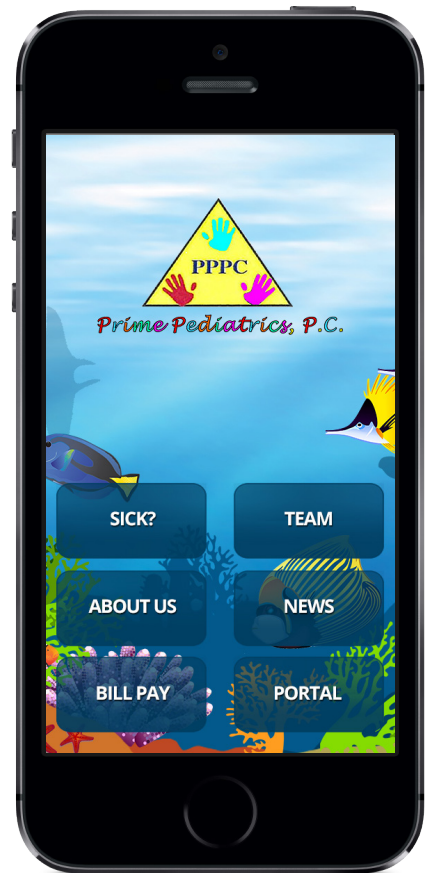 PPPC
Prime Pediatrics, P.C.
SICK?
TEAM
ABOUT US
NEWS
BILL PAY
PORTAL